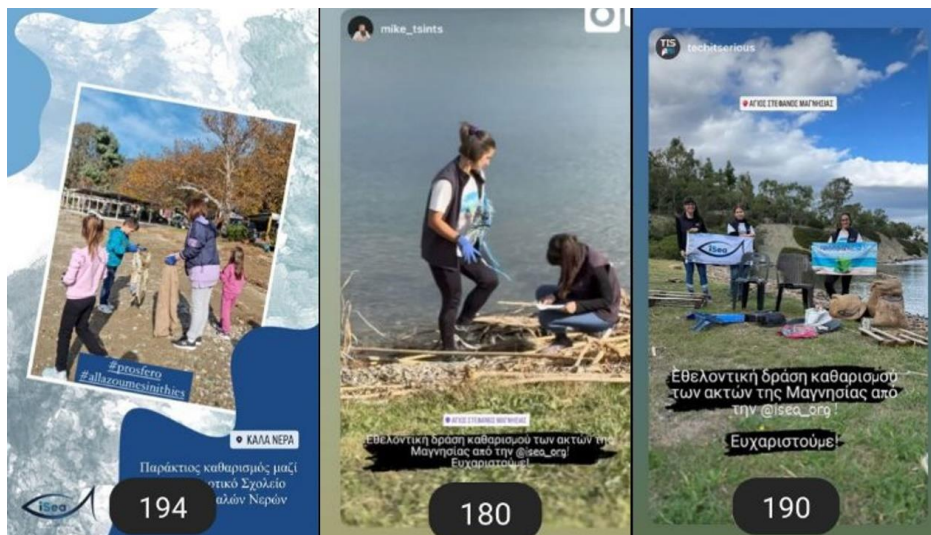 #prosfero
#allazoumesinithies
ΚΑΛΑ ΝΕΡΑ
Παράκτιος καθαρισμός μαζί
Σχολείο
Νερών
iSea
194
mike_tsints
ΑΓΙΟΣ ΣΤΕΦΑΝΟΣ ΜΑΓΝΗΣΙΑΣ
Εθελοντική δράση καθαρισμού των ακτών της
Μαγνησίας από την @isea_org!
Ευχαριστούμε!
180
TIS
techitserious
ΑΓΙΟΣ ΣΤΕΦΑΝΟΣ ΜΑΓΝΗΣΙΑΣ
iSea
Εθελοντική δράση καθαρισμού
των ακτών της Μαγνησίας από
την @isea_org !
Ευχαριστούμε!
190